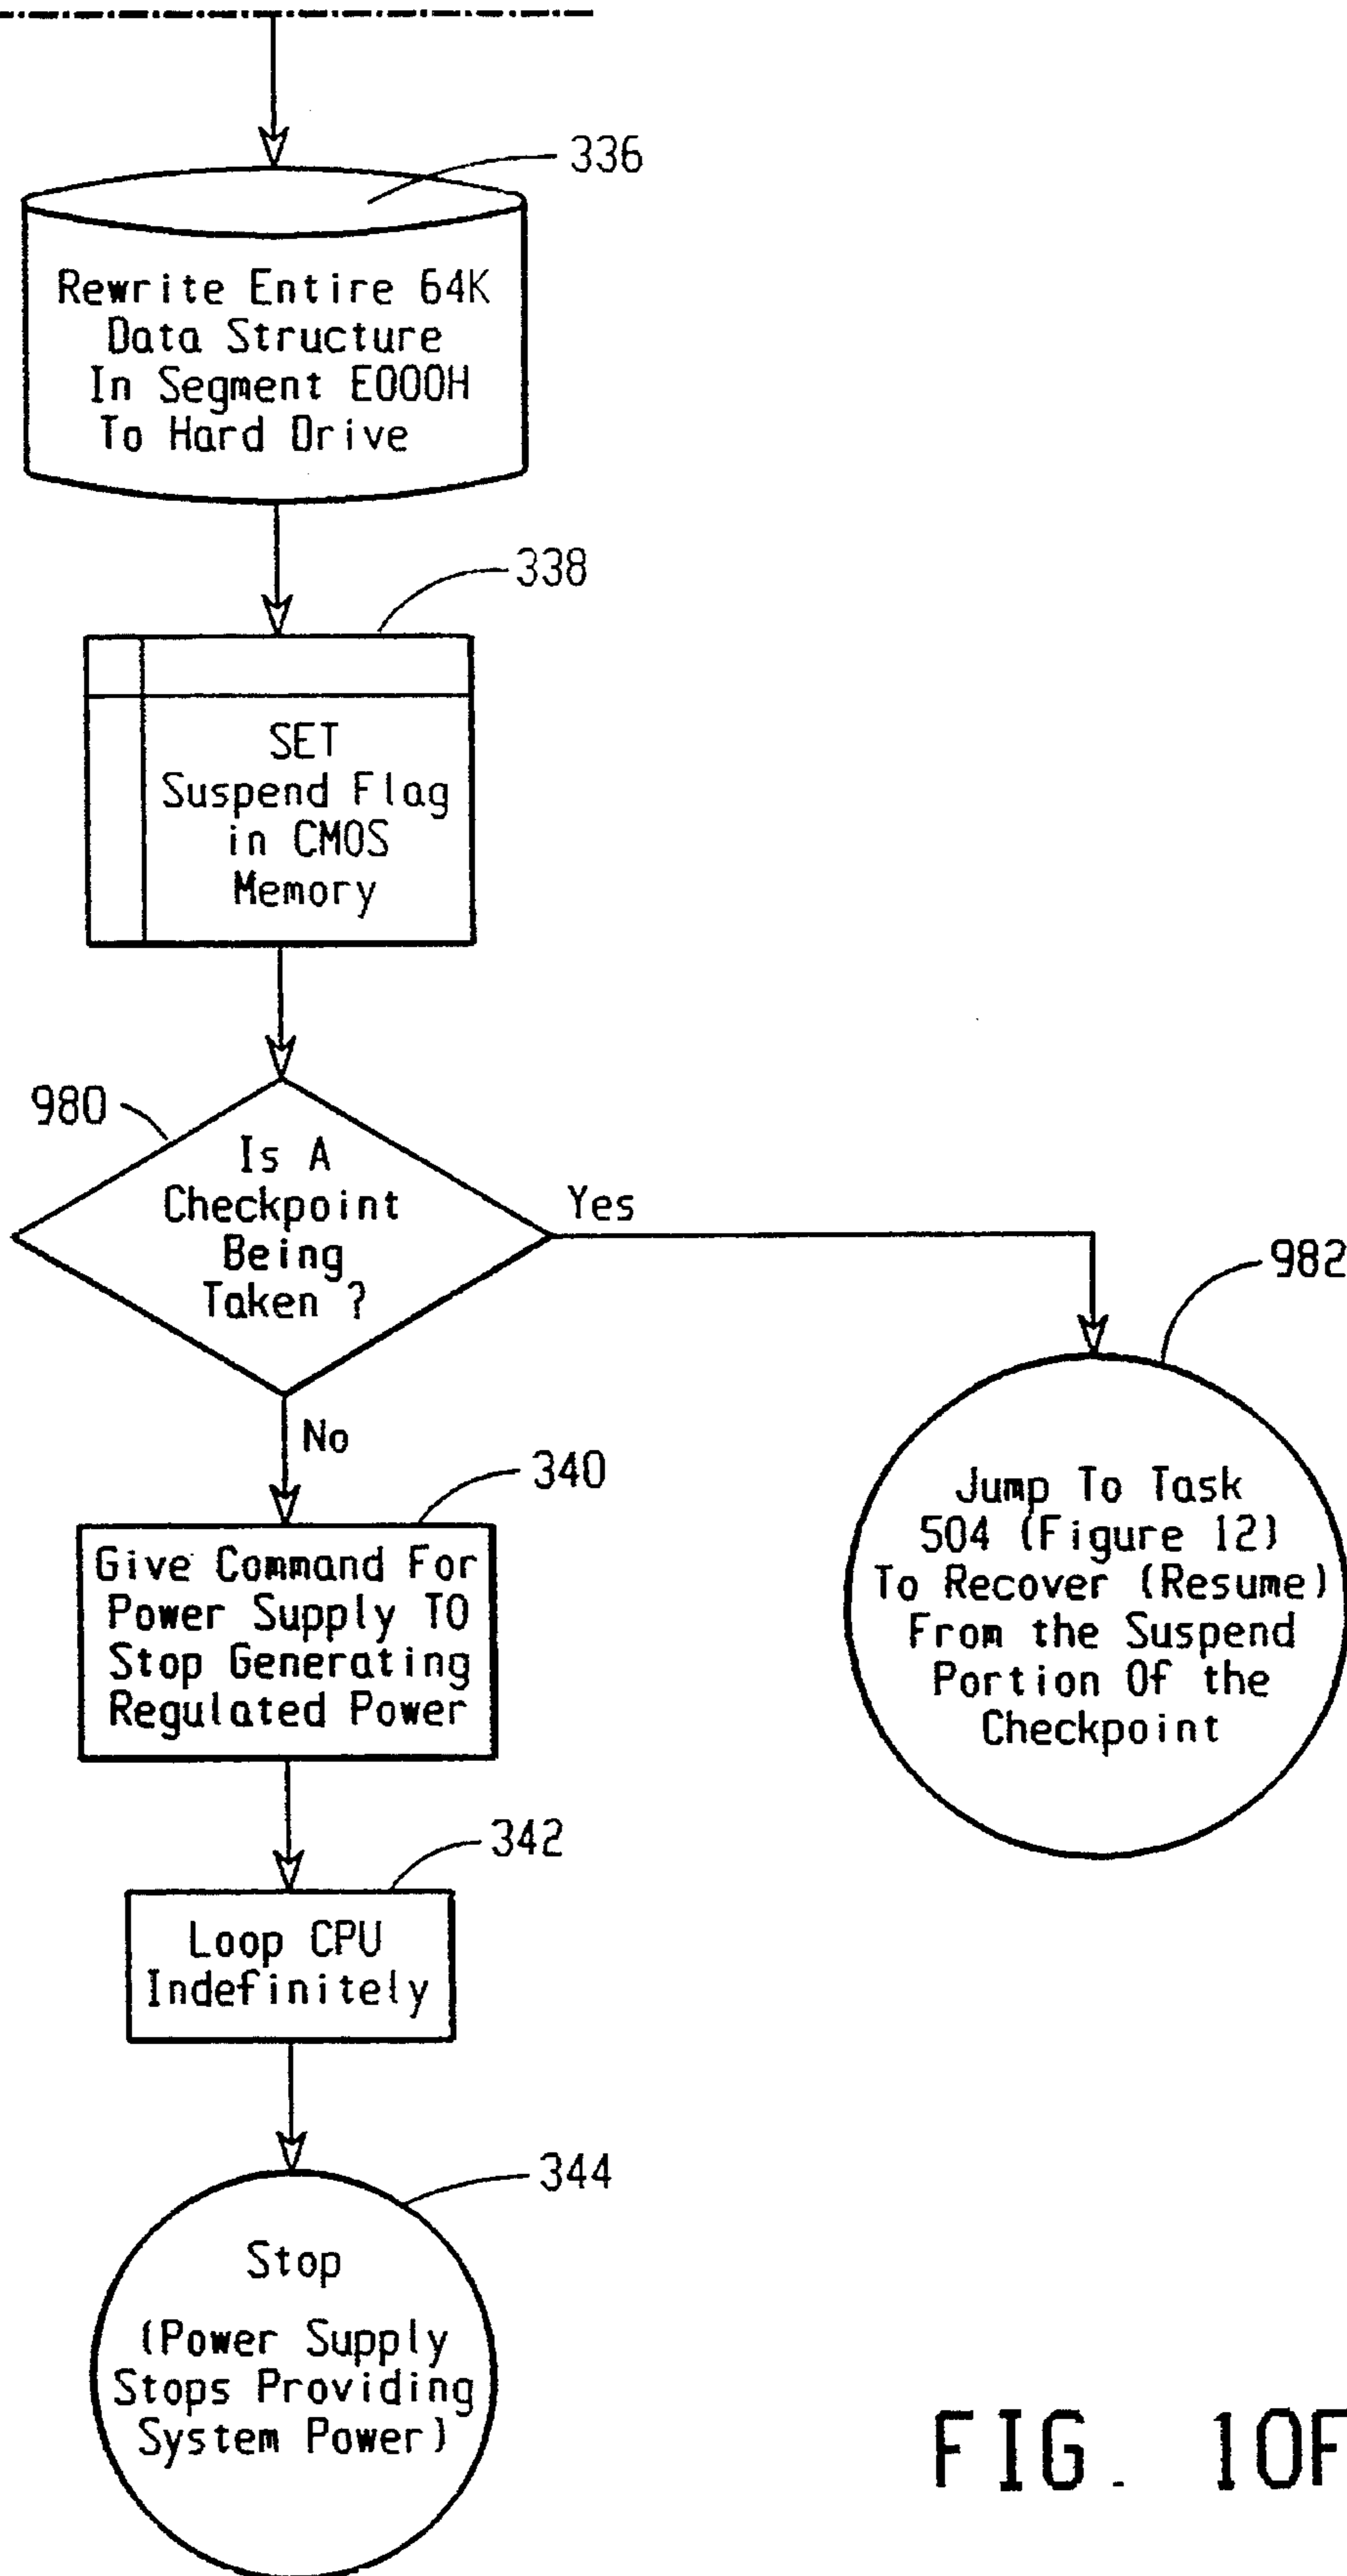 336
Rewrite Entire 64K
Data Structure
In Segment E000H
To Hard Drive
338
SET
Suspend Flag
in CMOS
Memory
980
Is A
Checkpoint
Being
Taken ?
Yes
No
982
Jump To Task
504 (Figure 12)
To Recover (Resume)
From the Suspend
Portion Of the
Checkpoint
340
Give Command For
Power Supply TO
Stop Generating
Regulated Power
342
Loop CPU
Indefinitely
344
Stop
(Power Supply
Stops Providing
System Power)
FIG. 10F